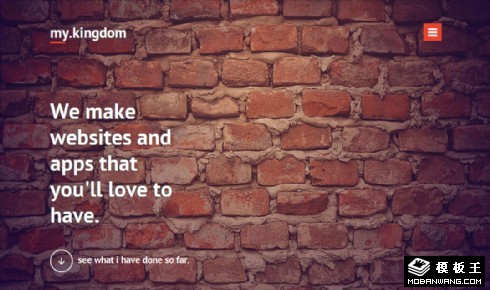 my.kingdom
We make
websites and
apps that
you'll love to
have.
see what i have done so far.
模板王
MOBANWANG.COM